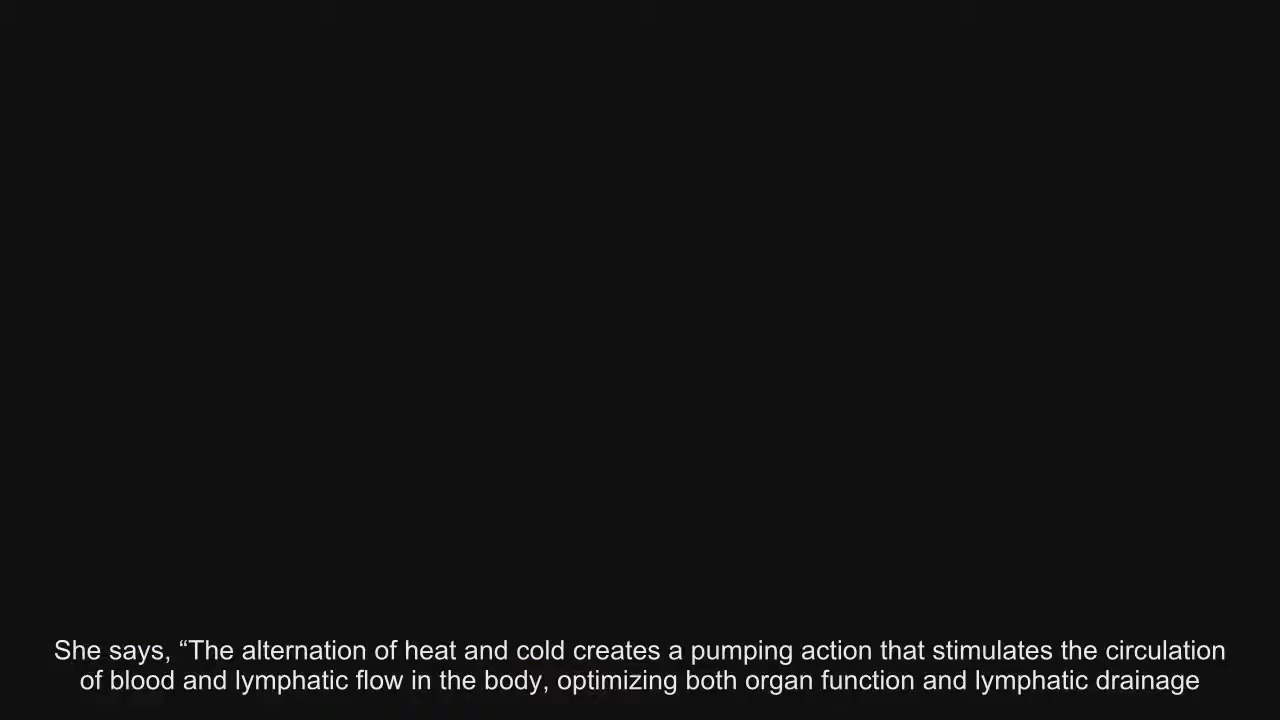 She says, “The alternation of heat and cold creates a pumping action that stimulates the circulation
of blood and lymphatic flow in the body, optimizing both organ function and lymphatic drainage